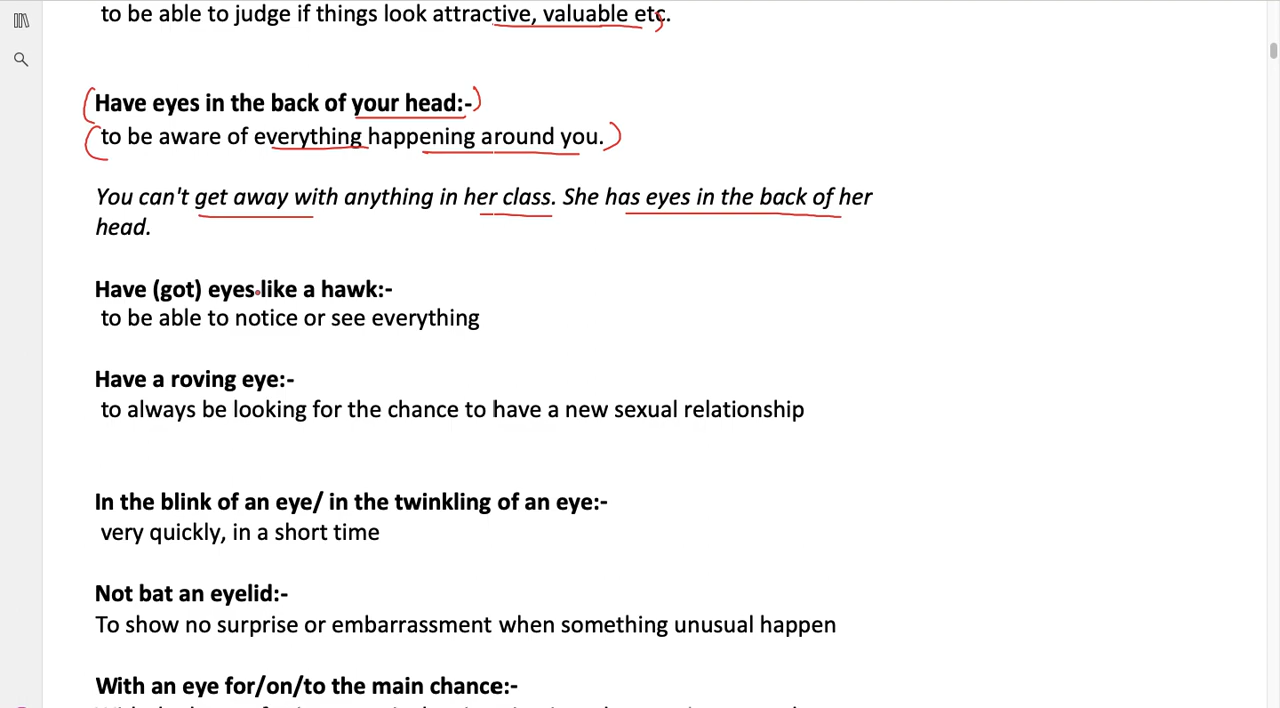 to be able to judge if things look attractive, valuable etc.
Have eyes in the back of your head:-
to be aware of everything happening around you.
You can't get away with anything in her class. She has eyes in the back of her
head.
Have (got) eyes like a hawk:-
to be able to notice or see everything
Have a roving eye:-
to always be looking for the chance to have a new sexual relationship
In the blink of an eye/ in the twinkling of an eye:-
very quickly, in a short time
Not bat an eyelid:-
To show no surprise or embarrassment when something unusual happen
With an eye for/on/to the main chance:-